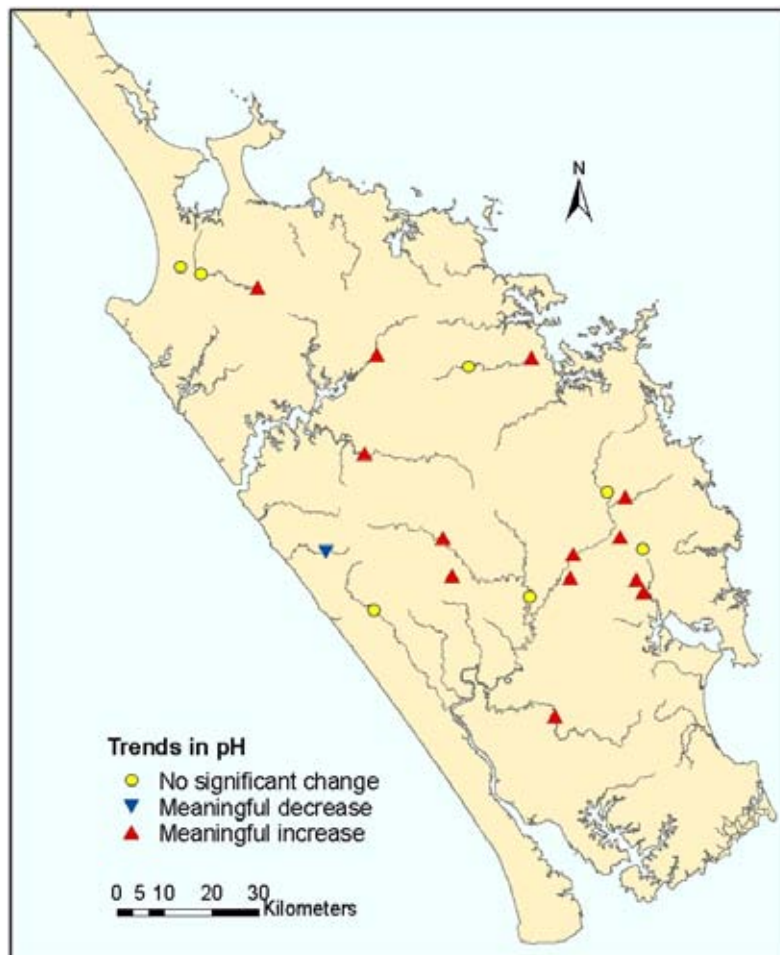 N
Trends in pH
No significant change
Meaningful decrease
Meaningful increase
0 5 10 20 30
Kilometers